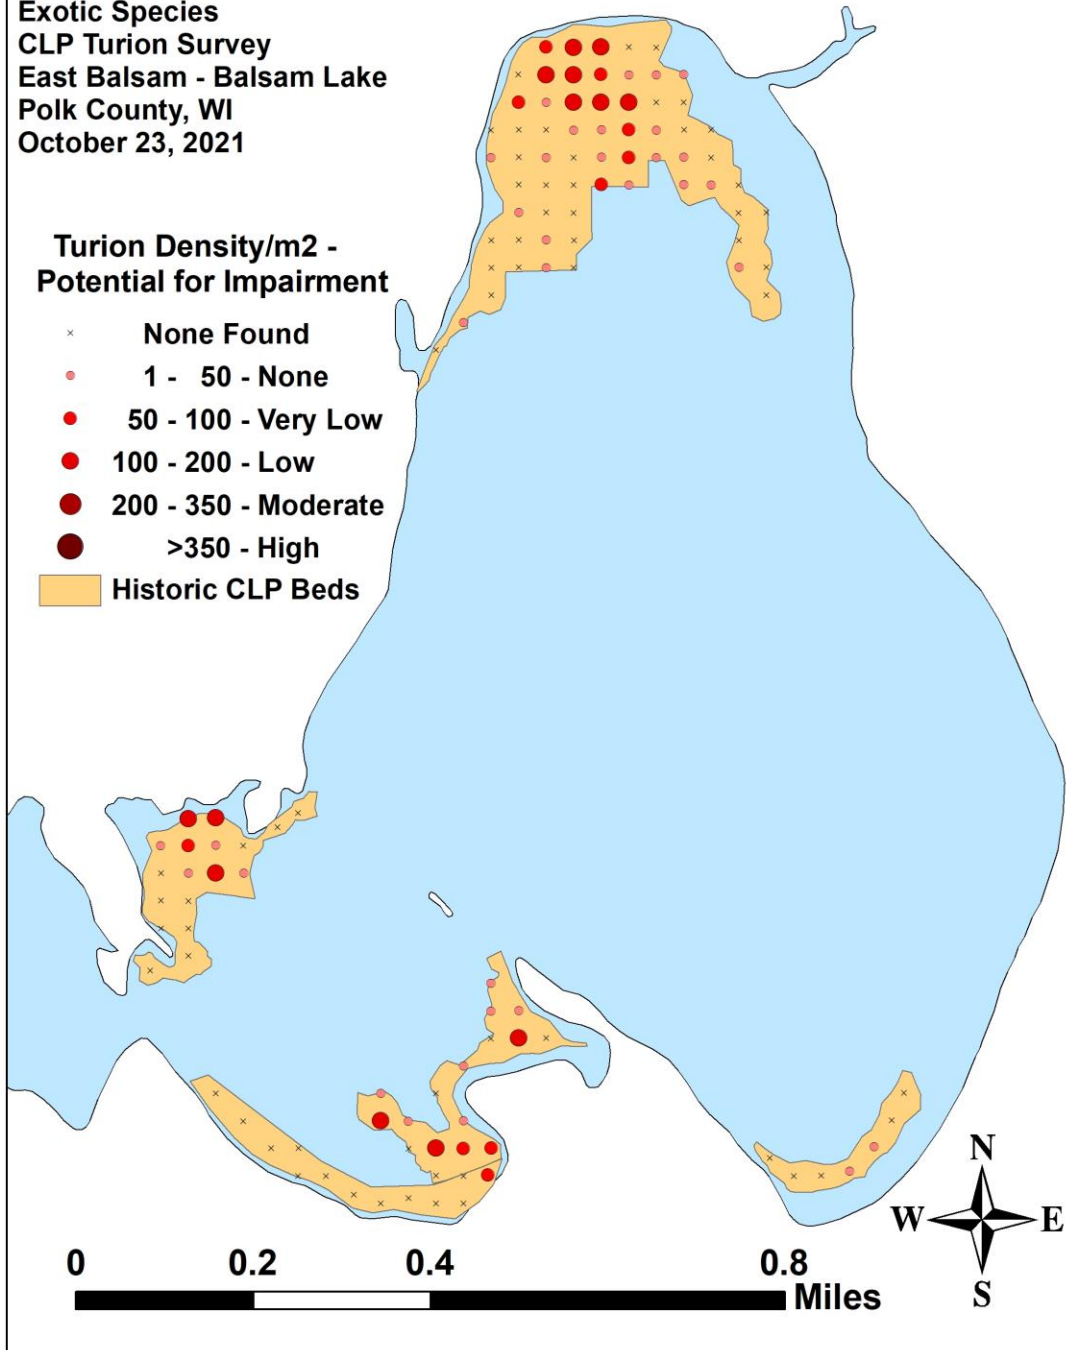 Exotic Species
CLP Turion Survey
East Balsam - Balsam Lake
Polk County, WI
October 23, 2021
Turion Density/m2 -
Potential for Impairment
None Found
1 - 50 - None
50 - 100 - Very Low
100 - 200 - Low
200 - 350 - Moderate
>350 - High
Historic CLP Beds
N
W E
S
0 0.2 0.4 0.8
Miles